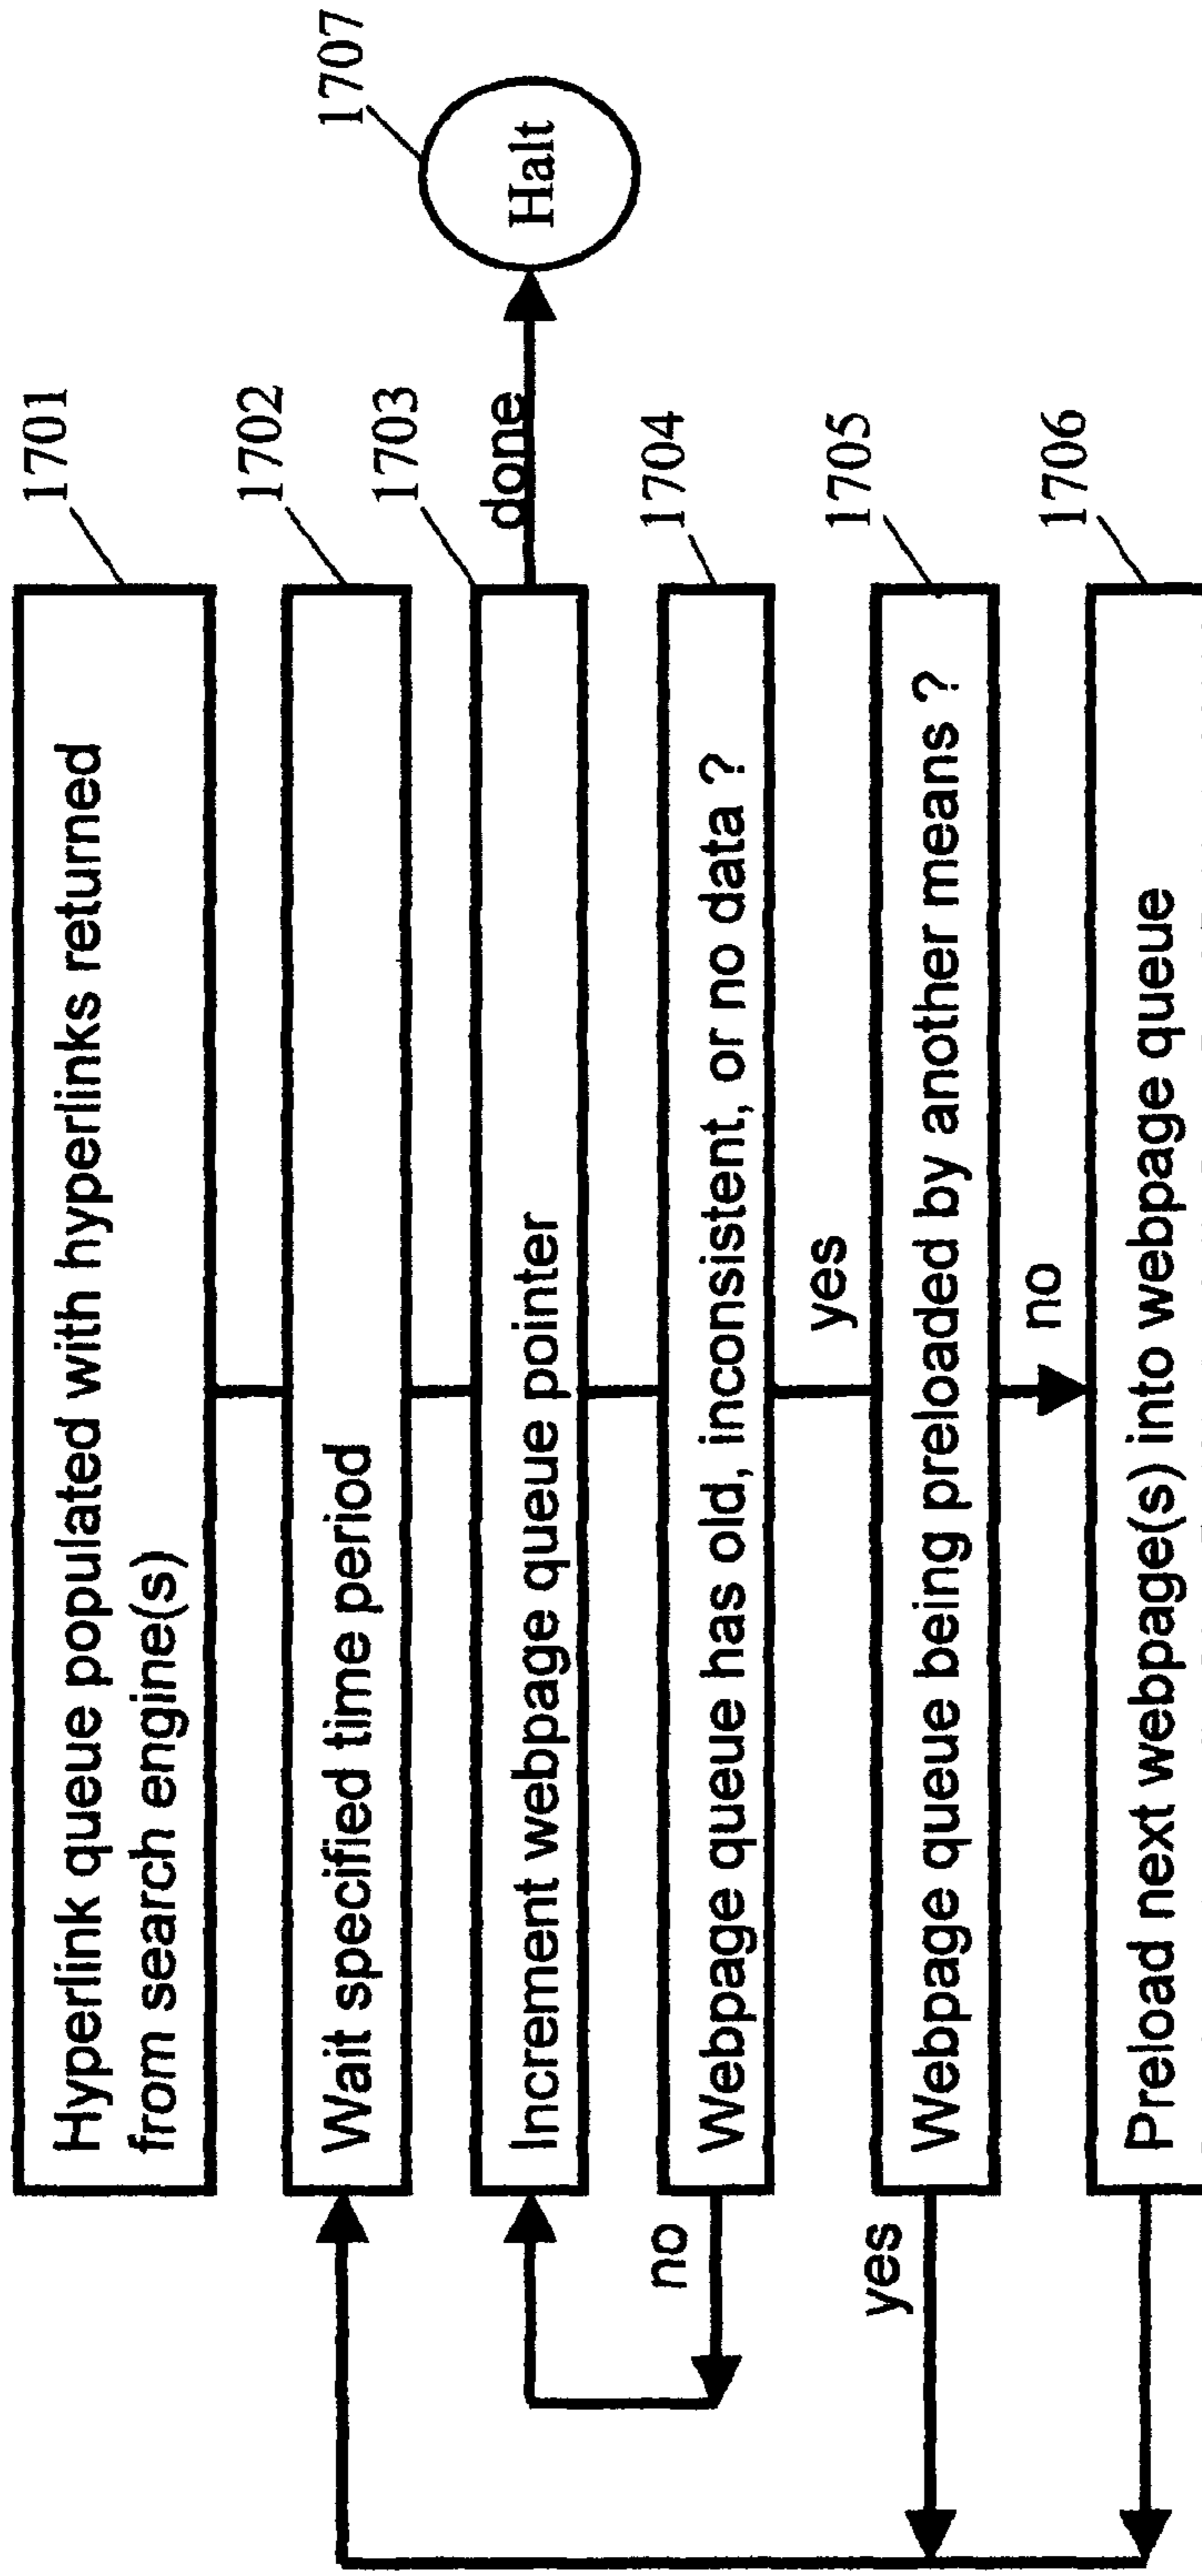 Hyperlink queue populated with hyperlinks returned
from search engine(s)
1701
Wait specified time period
1702
Increment webpage queue pointer
1703
done
Halt
1707
Webpage queue has old, inconsistent, or no data ?
1704
no
yes
Webpage queue being preloaded by another means ?
1705
yes
no
Preload next webpage(s) into webpage queue
1706